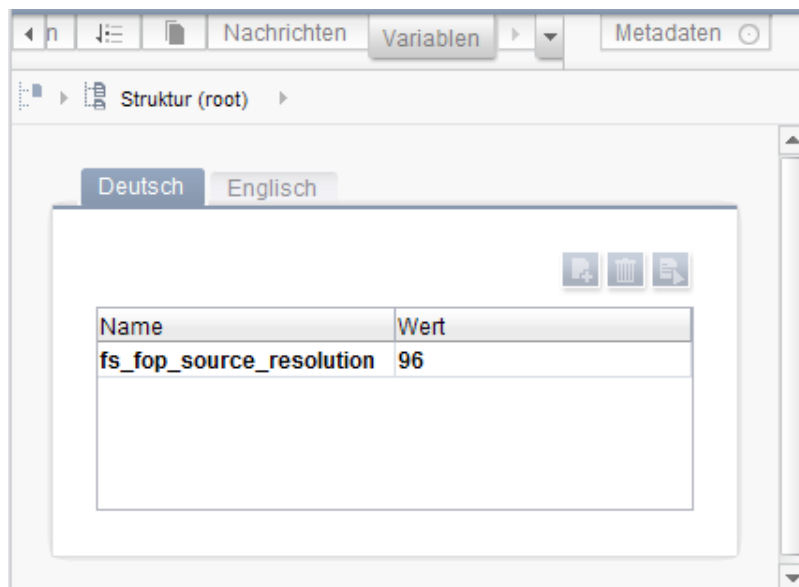 n Nachrichten Variablen Metadaten
Struktur (root)
Deutsch Englisch
Name Wert
fs_fop_source_resolution 96